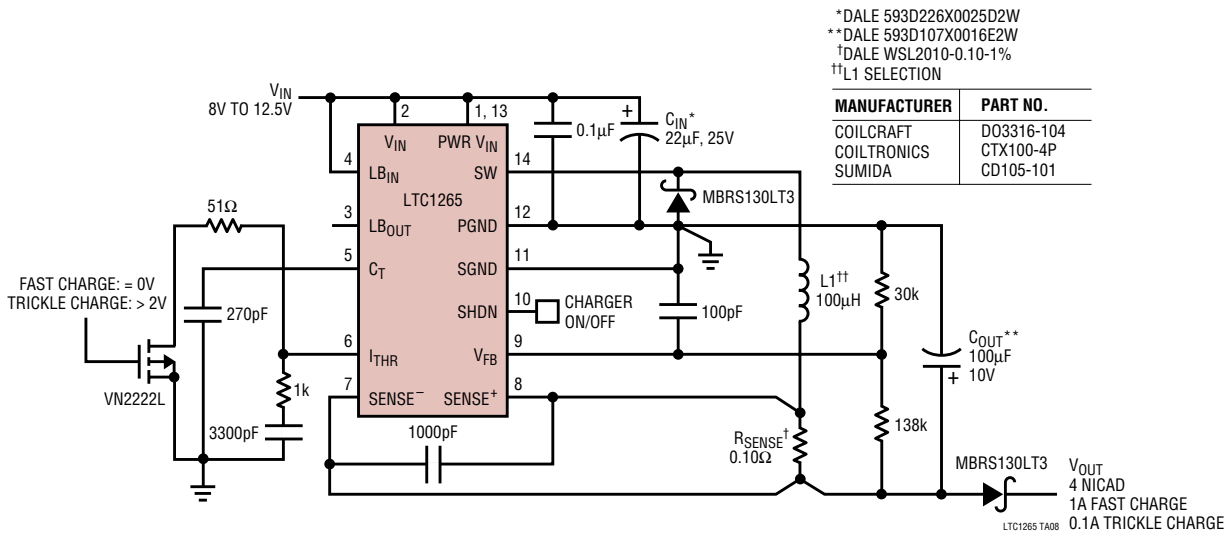 *DALE 593D226X0025D2W
**DALE 593D107X0016E2W
†DALE WSL2010-0.10-1%
††L1 SELECTION
MANUFACTURER PART NO.
COILCRAFT DO3316-104
COILTRONICS CTX100-4P
SUMIDA CD105-101
VIN
8V TO 12.5V
2
1, 13
VIN
PWR VIN
4
LBIN
LTC1265
3
LBOUT
5
CT
6
ITHR
7
SENSE−
14
SW
12
PGND
11
SGND
10
SHDN
9
VFB
8
SENSE+
0.1µF
+
CIN*
22µF, 25V
MBRS130LT3
51Ω
FAST CHARGE: = 0V
TRICKLE CHARGE: > 2V
270pF
VN2222L
1k
3300pF
1000pF
CHARGER
ON/OFF
100pF
L1††
100µH
30k
COUT**
100µF
10V
+
138k
RSENSE†
0.10Ω
MBRS130LT3
VOUT
4 NICAD
1A FAST CHARGE
0.1A TRICKLE CHARGE
LTC1265 TA08